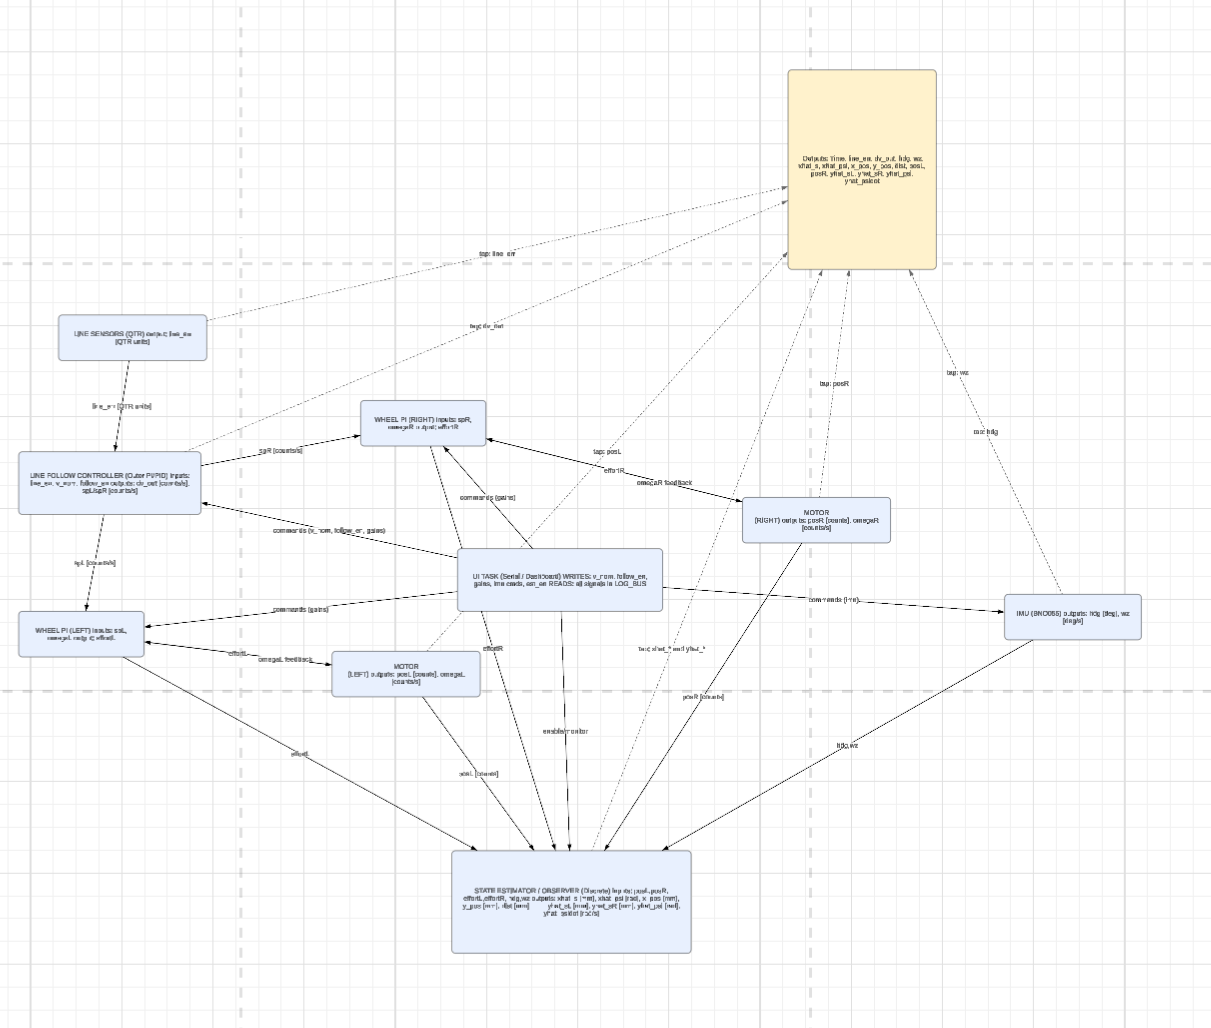 Outputs: Time, line_err, dv_out, hdg, wz,
xhat_s, xhat_psi, x_pos, y_pos, dist, posL,
posR, yhat_sL, yhat_sR, yhat_psi,
yhat_psidot
tap: line_err
tap: dv_out
LINE SENSORS (QTR) output: line_err
[QTR units]
line_err [QTR units]
tap: posR
tap: wz
WHEEL PI (RIGHT) inputs: spR,
omegaR output: effortR
tap: hdg
spR [counts/s]
tap: posL
LINE FOLLOW CONTROLLER (Outer PI/PID) inputs:
line_err, v_nom, follow_en outputs: dv_out [counts/s],
spL/spR [counts/s]
effortR
omegaR feedback
commands (gains)
MOTOR
(RIGHT) outputs: posR [counts], omegaR
[counts/s]
commands (v_nom, follow_en, gains)
spL [counts/s]
UI TASK (Serial / Dashboard) WRITES: v_nom, follow_en,
gains, imu cmds, est_en READS: all signals in LOG_BUS
commands (imu)
commands (gains)
IMU (BNO055) outputs: hdg [deg], wz
[deg/s]
WHEEL PI (LEFT) inputs: spL,
omegaL output: effortL
effortL
omegaL feedback
effortR
tap: xhat_* and yhat_*
MOTOR
(LEFT) outputs: posL [counts], omegaL
[counts/s]
posR [counts]
enable/monitor
hdg,wz
effortL
posL [counts]
STATE ESTIMATOR / OBSERVER (Discrete) inputs: posL,posR,
effortL,effortR, hdg,wz outputs: xhat_s [mm], xhat_psi [rad], x_pos [mm],
y_pos [mm], dist [mm] yhat_sL [mm], yhat_sR [mm], yhat_psi [rad],
yhat_psidot [rad/s]